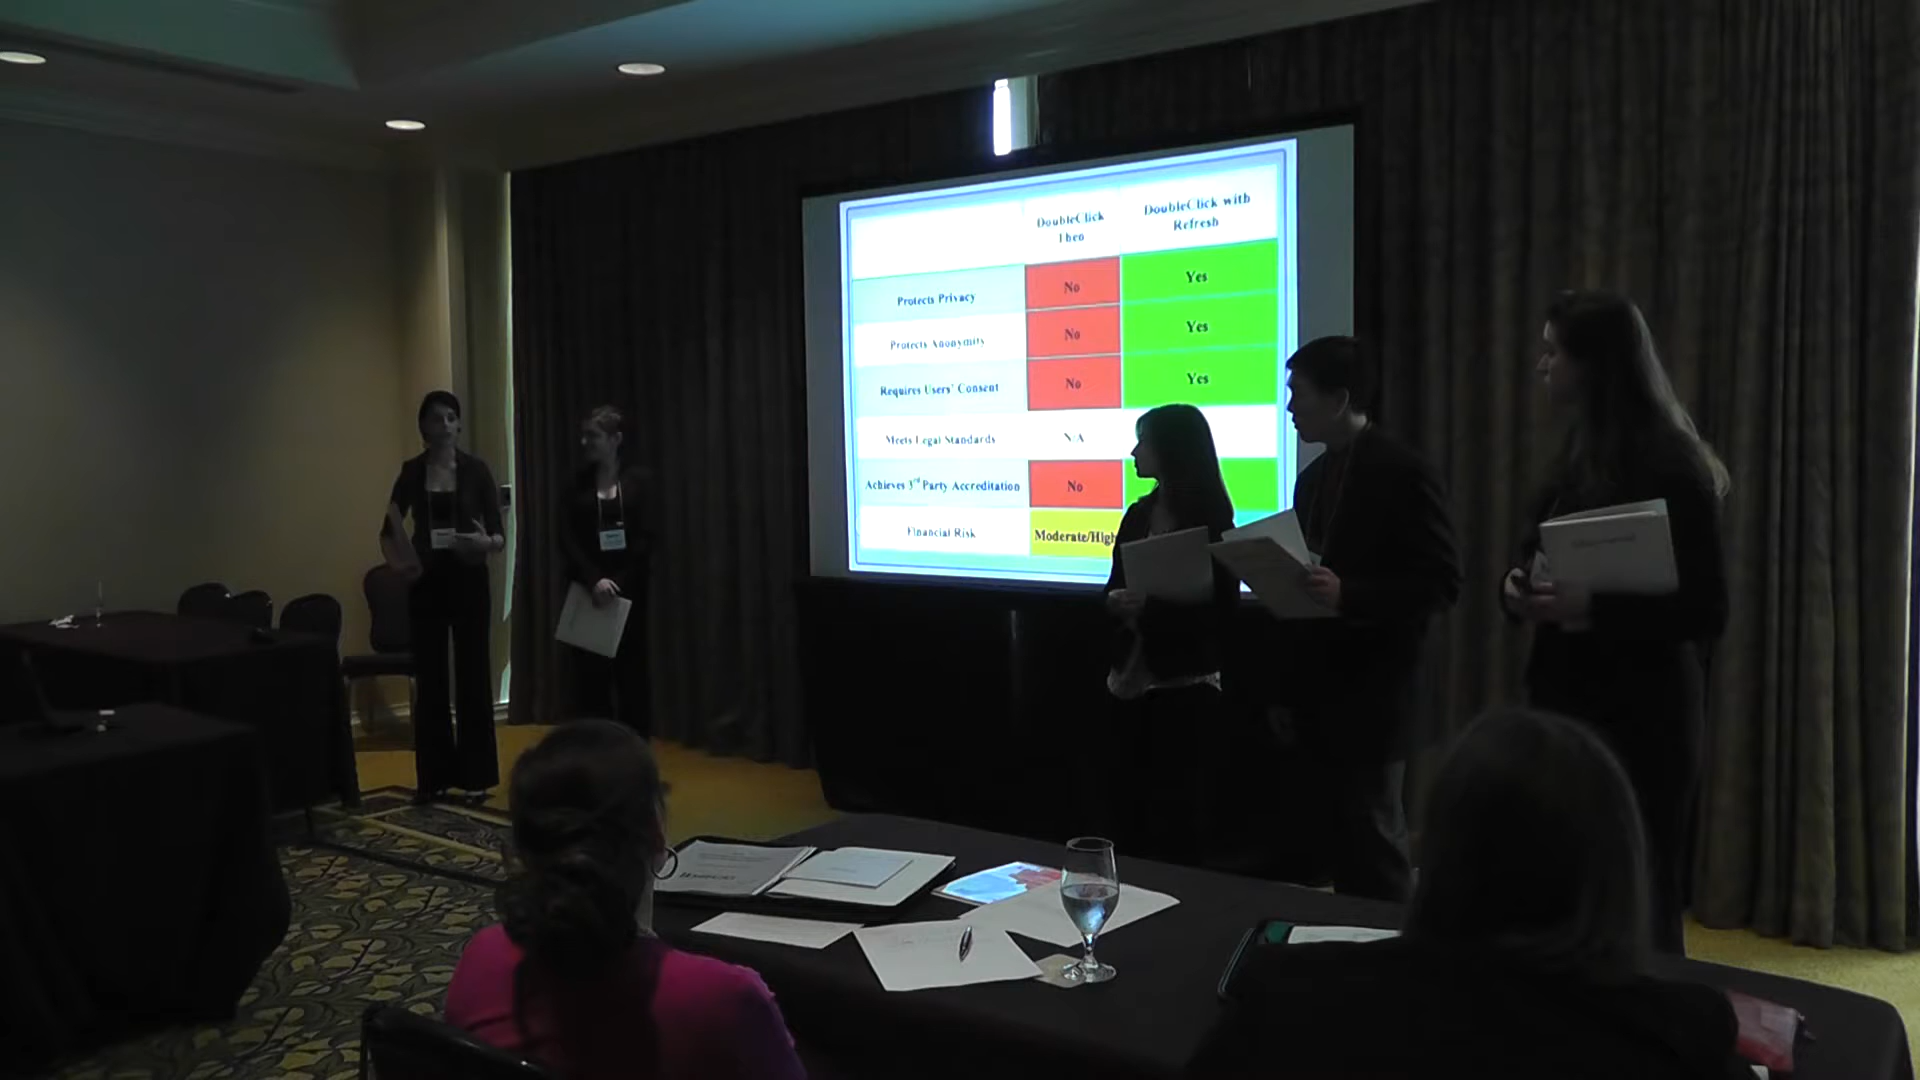 DoubleClick
Then
DoubleClick with
Refresh
Protects Privacy
No
Yes
Protects Anonymity
No
Yes
Requires Users' Consent
No
Yes
Meets Legal Standards
N/A
Achieves 3rd Party Accreditation
No
Financial Risk
Moderate/High